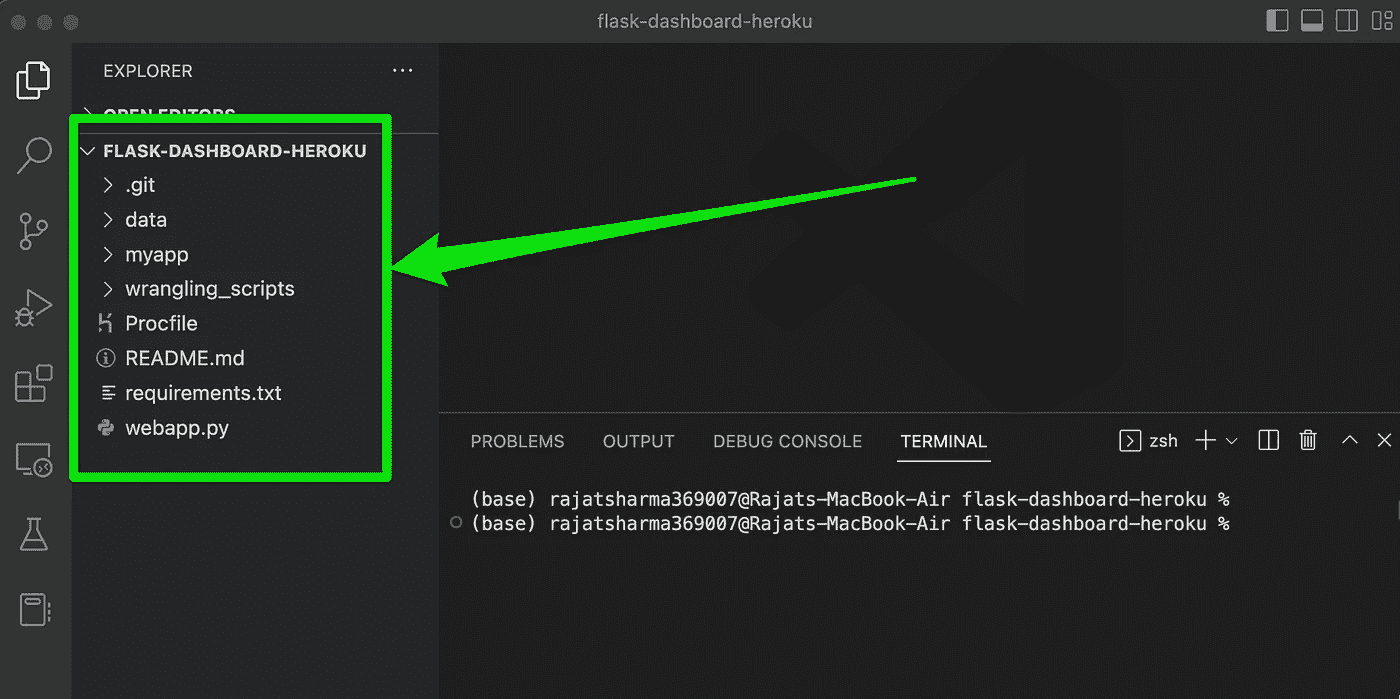 flask-dashboard-heroku
EXPLORER
OPEN EDITORS
FLASK-DASHBOARD-HEROKU
.git
data
myapp
wrangling_scripts
Procfile
README.md
requirements.txt
webapp.py
PROBLEMS OUTPUT DEBUG CONSOLE TERMINAL zsh
(base) rajatsharma369007@Rajats-MacBook-Air flask-dashboard-heroku %
(base) rajatsharma369007@Rajats-MacBook-Air flask-dashboard-heroku %